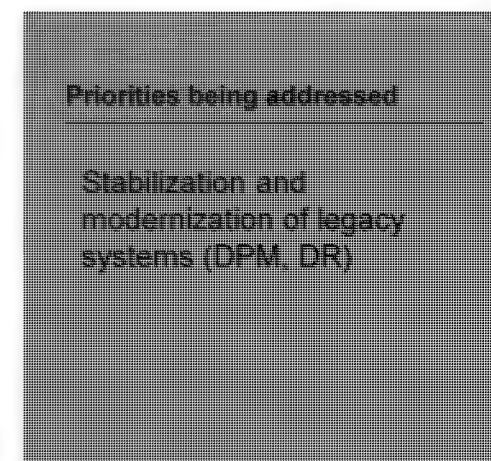 Priorities being addressed
Stabilization and
modernization of legacy
systems (DPM, DR)